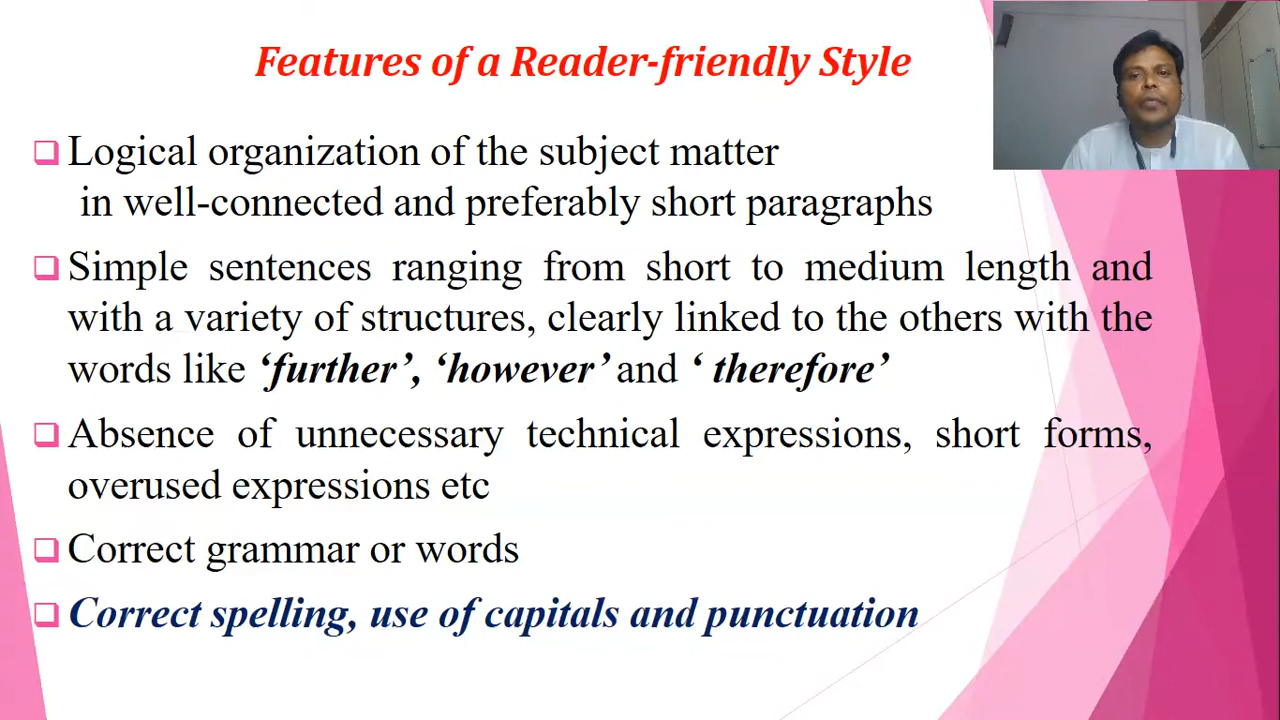 Features of a Reader-friendly Style
Logical organization of the subject matter
in well-connected and preferably short paragraphs
Simple sentences ranging from short to medium length and
with a variety of structures, clearly linked to the others with the
words like ‘further’, ‘however’ and ‘ therefore’
Absence of unnecessary technical expressions, short forms,
overused expressions etc
Correct grammar or words
Correct spelling, use of capitals and punctuation